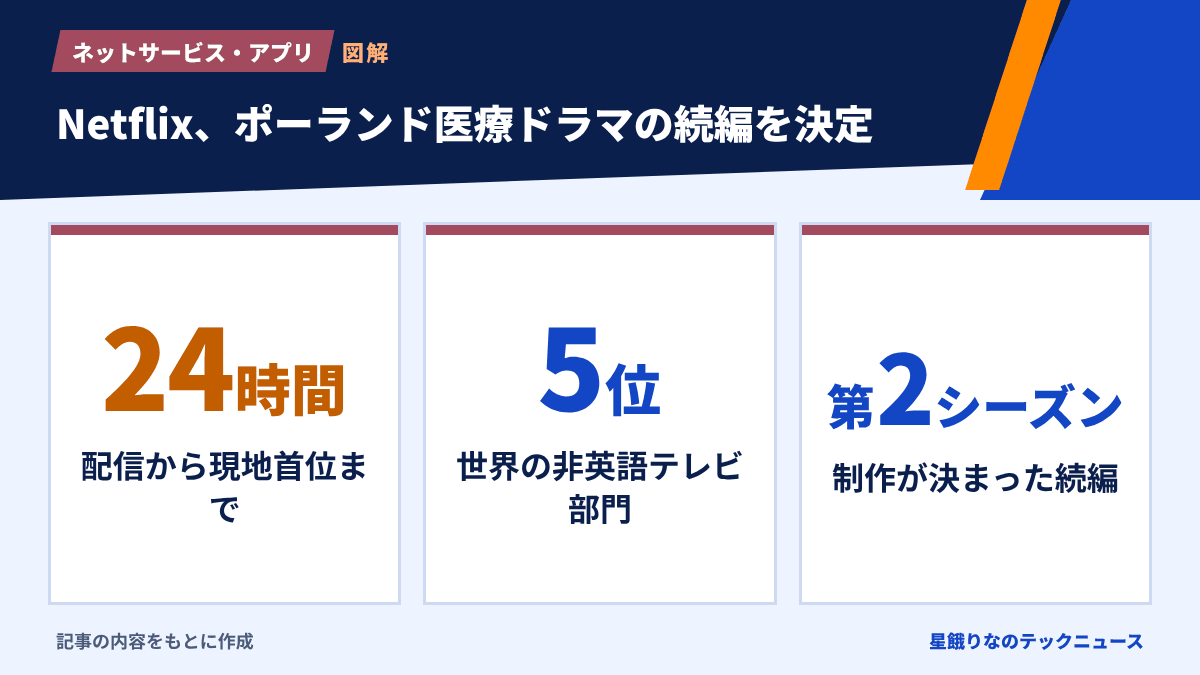 ネットサービス・アプリ 図解
Netflix、ポーランド医療ドラマの続編を決定
24時間
配信から現地首位ま
で
5位
世界の非英語テレビ
部門
第2シーズン
制作が決まった続編
記事の内容をもとに作成
星餓りなのテックニュース